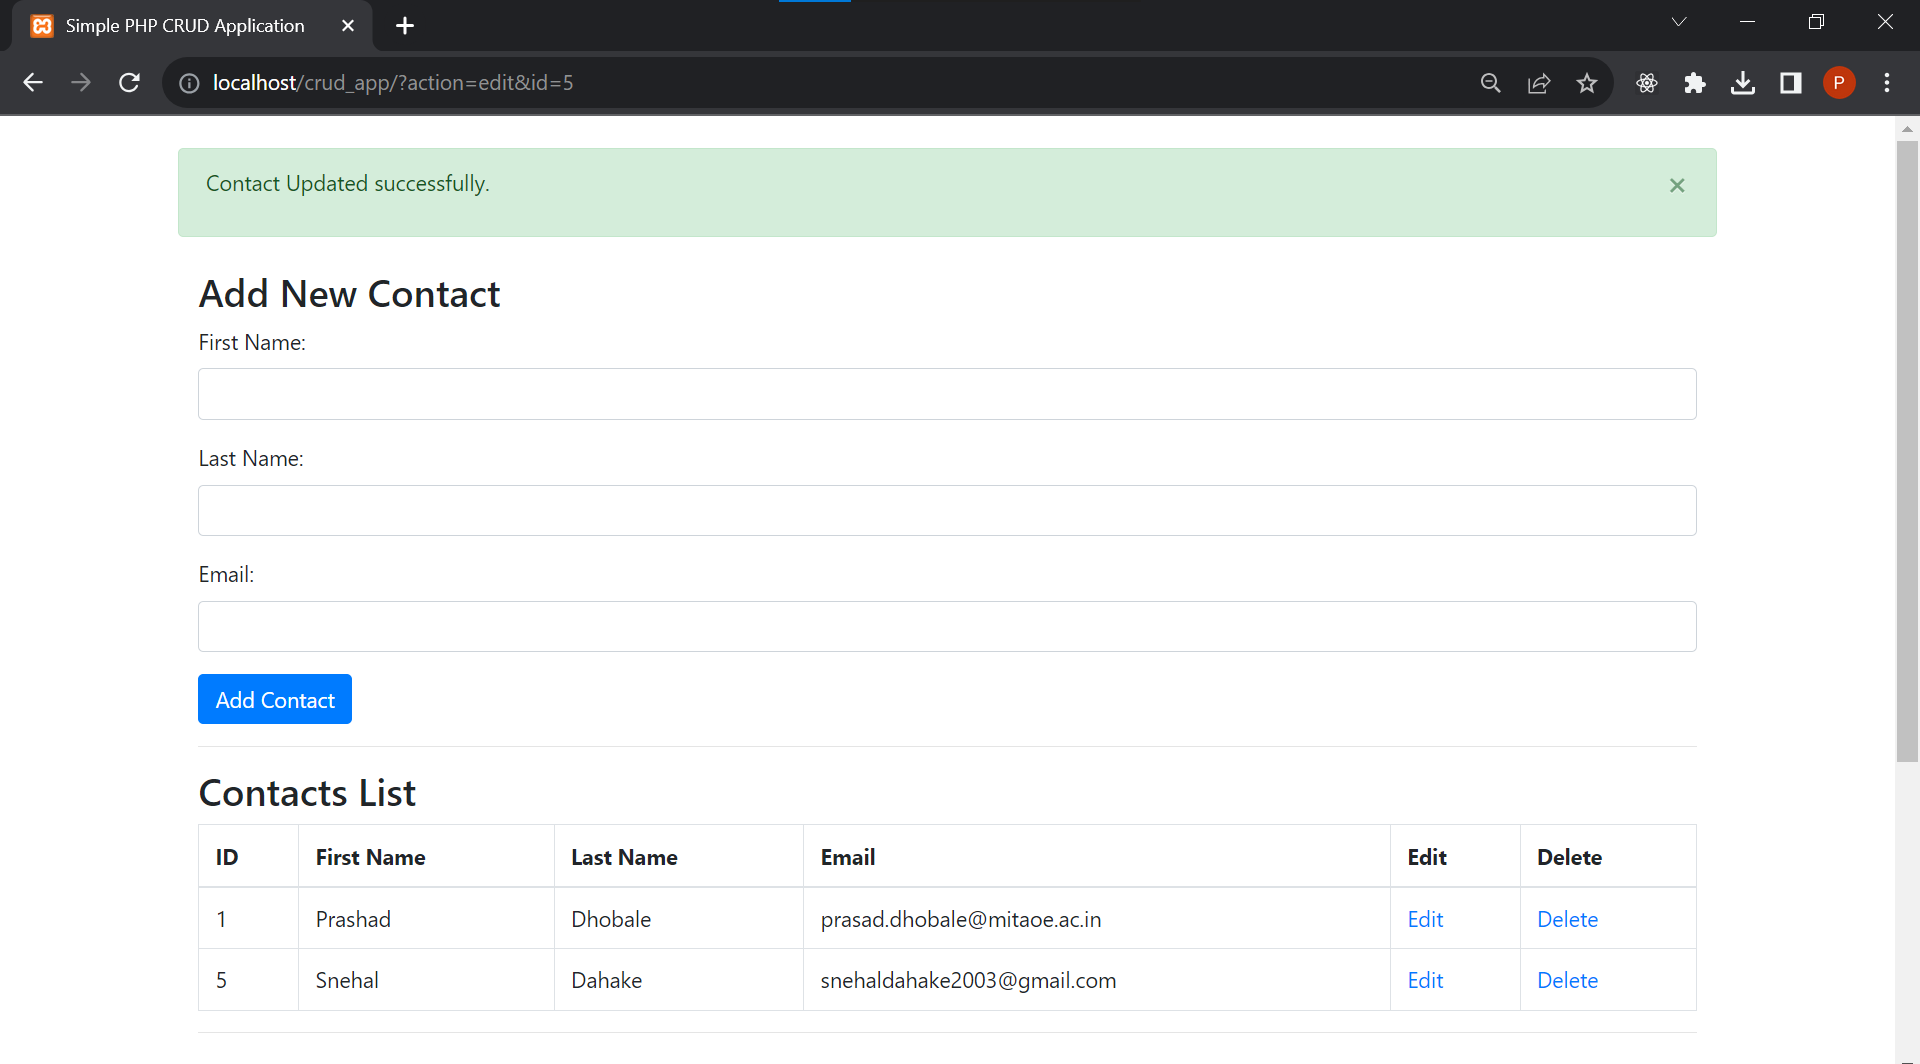 Simple PHP CRUD Application
localhost/crud_app/?action=edit&id=5
P
Contact Updated successfully.
Add New Contact
First Name:
Last Name:
Email:
Add Contact
Contacts List
ID First Name Last Name Email Edit Delete
1 Prashad Dhobale prasad.dhobale@mitaoe.ac.in Edit Delete
5 Snehal Dahake snehaldahake2003@gmail.com Edit Delete